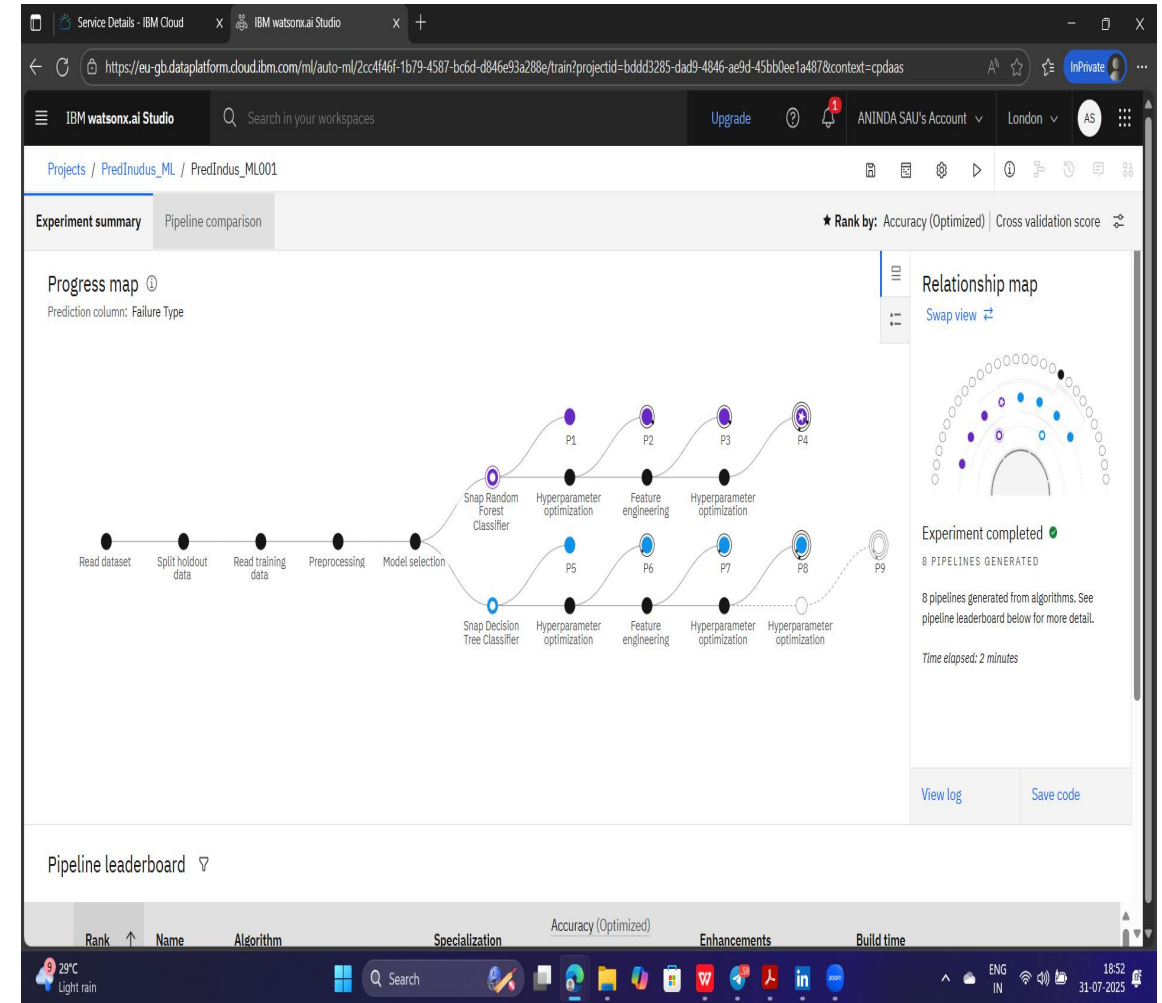 Service Details - IBM Cloud
IBM watsonx.ai Studio
https://eu-gb.dataplatform.cloud.ibm.com/ml/auto-ml/2cc4f46f-1b79-4587-bc6d-d846e93a288e/train?projectid=bddd3285-dad9-4846-ae9d-45bb0ee1a487&context=cpdaas
InPrivate
IBM watsonx.ai Studio
Search in your workspaces
Upgrade
1
ANINDA SAU's Account
London
AS
Projects / PredInudus_ML / PredIndus_ML001
Experiment summary
Pipeline comparison
Rank by: Accuracy (Optimized) | Cross validation score
Progress map
Prediction column: Failure Type
Relationship map
Swap view
P1
P2
P3
P4
Snap Random
Forest
Classifier
Hyperparameter
optimization
Feature
engineering
Hyperparameter
optimization
Read dataset
Split holdout
data
Read training
data
Preprocessing
Model selection
P5
P6
P7
P8
P9
Snap Decision
Tree Classifier
Hyperparameter
optimization
Feature
engineering
Hyperparameter
optimization
Hyperparameter
optimization
Experiment completed
8 PIPELINES GENERATED
8 pipelines generated from algorithms. See
pipeline leaderboard below for more detail.
Time elapsed: 2 minutes
View log
Save code
Pipeline leaderboard
Rank
Name
Algorithm
Specialization
Accuracy (Optimized)
Enhancements
Build time
9
29°C
Light rain
Search
in
zoom
ENG
IN
18:52
31-07-2025